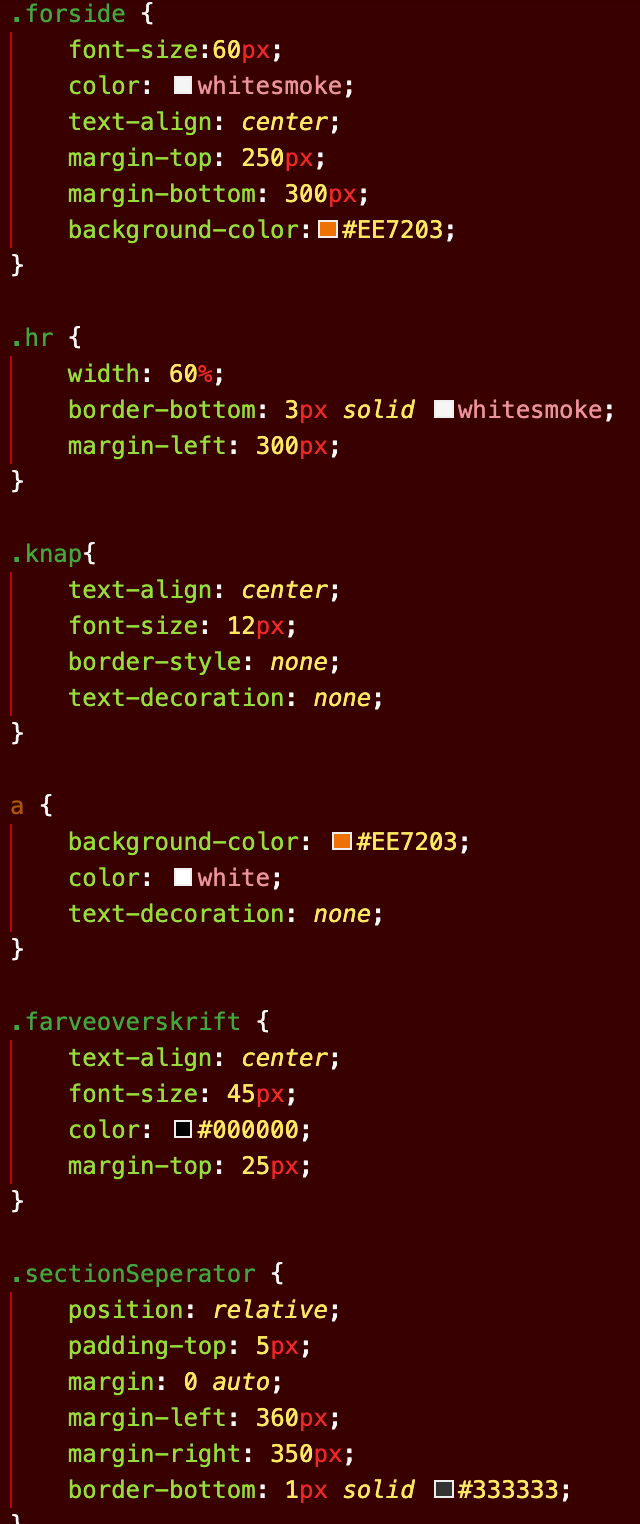 .forside {
    font-size:60px;
    color: whitesmoke;
    text-align: center;
    margin-top: 250px;
    margin-bottom: 300px;
    background-color:#EE7203;
}

.hr {
    width: 60%;
    border-bottom: 3px solid whitesmoke;
    margin-left: 300px;
}

.knap{
    text-align: center;
    font-size: 12px;
    border-style: none;
    text-decoration: none;
}

a {
    background-color: #EE7203;
    color: white;
    text-decoration: none;
}

.farveoverskrift {
    text-align: center;
    font-size: 45px;
    color: #000000;
    margin-top: 25px;
}

.sectionSeperator {
    position: relative;
    padding-top: 5px;
    margin: 0 auto;
    margin-left: 360px;
    margin-right: 350px;
    border-bottom: 1px solid #333333;
}